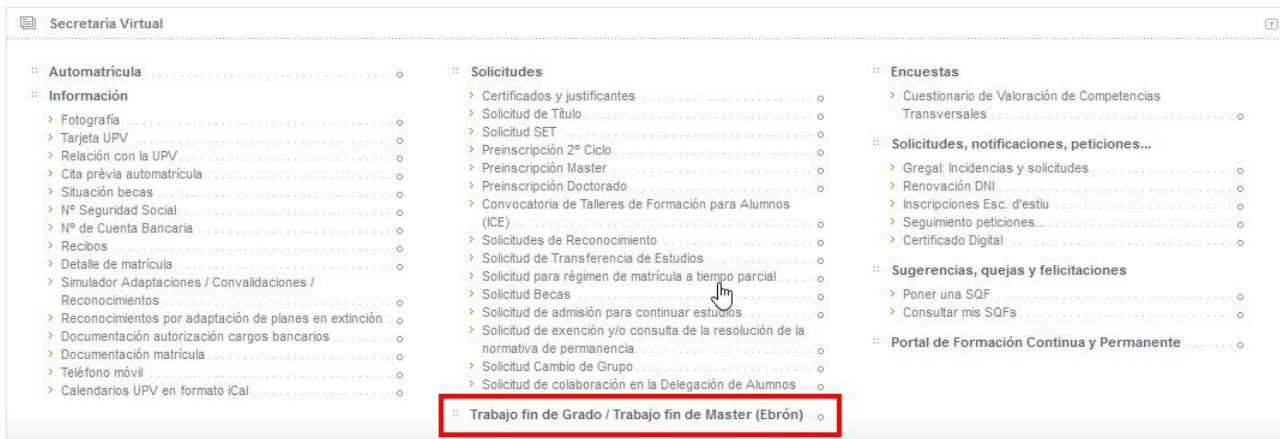 Secretaría Virtual
Automatrícula
Información
Fotografía
Tarjeta UPV
Relación con la UPV
Cita prèvia automatrícula
Situación becas
Nº Seguridad Social
Nº de Cuenta Bancaria
Recibos
Detalle de matrícula
Simulador Adaptaciones / Convalidaciones /
Reconocimientos
Reconocimientos por adaptación de planes en extinción
Documentación autorización cargos bancarios
Documentación matrícula
Teléfono móvil
Calendarios UPV en formato iCal
Solicitudes
Certificados y justificantes
Solicitud de Título
Solicitud SET
Preinscripción 2º Ciclo
Preinscripción Master
Preinscripción Doctorado
Convocatoria de Talleres de Formación para Alumnos
(ICE)
Solicitudes de Reconocimiento
Solicitud de Transferencia de Estudios
Solicitud para régimen de matrícula a tiempo parcial
Solicitud Becas
Solicitud de admisión para continuar estudios
Solicitud de exención y/o consulta de la resolución de la
normativa de permanencia
Solicitud Cambio de Grupo
Solicitud de colaboración en la Delegación de Alumnos
Trabajo fin de Grado / Trabajo fin de Master (Ebrón)
Encuestas
Cuestionario de Valoración de Competencias
Transversales
Solicitudes, notificaciones, peticiones...
Gregal: Incidencias y solicitudes
Renovación DNI
Inscripciones Esc. d'estiu
Seguimiento peticiones...
Certificado Digital
Sugerencias, quejas y felicitaciones
Poner una SQF
Consultar mis SQFs
Portal de Formación Continua y Permanente